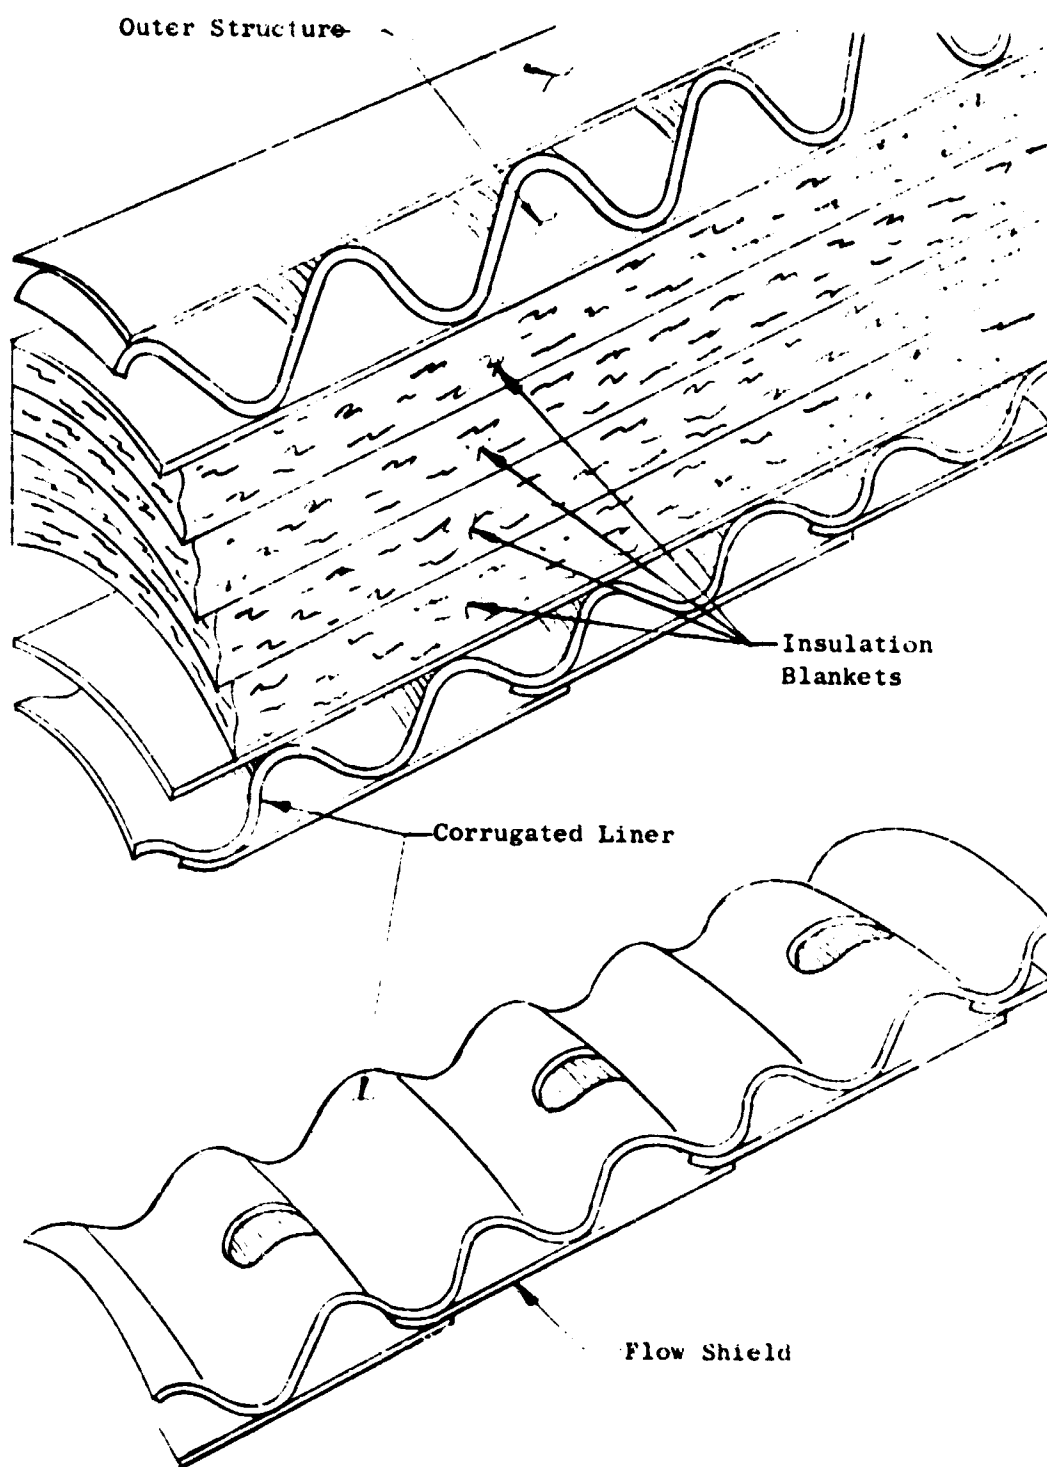 Outer Structure
Insulation
Blankets
Corrugated Liner
Flow Shield